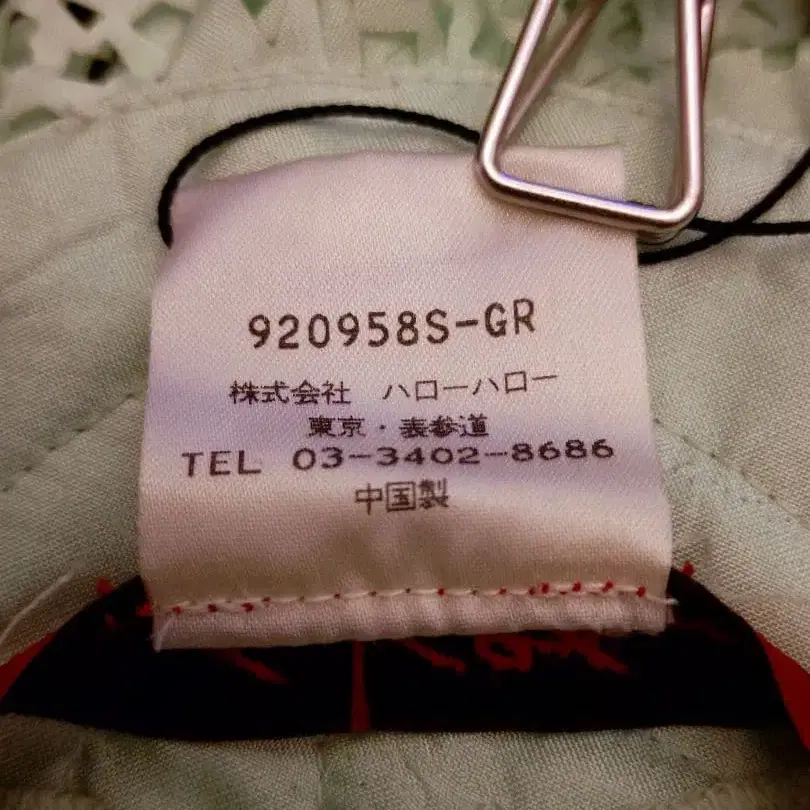 920958S-GR
株式会社 ハローハロー
東京・表参道
TEL 03-3402-8686
中国製